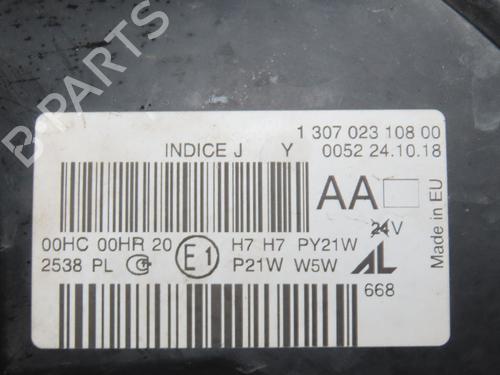 B-PARTS
1 307 023 108 00
INDICE J Y 0052 24.10.18
AA
24V
Made in EU
00HC 00HR 20 E1 H7 H7 PY21W
2538 PL P21W W5W AL
668